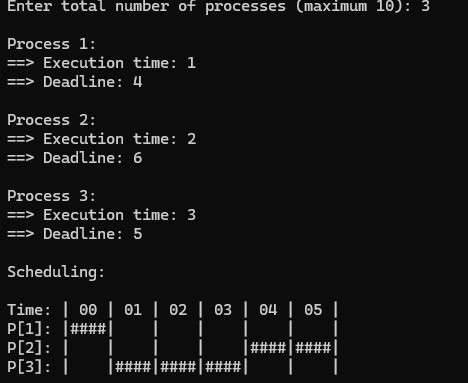 Enter total number of processes (maximum 10): 3
Process 1:
==> Execution time: 1
==> Deadline: 4
Process 2:
==> Execution time: 2
==> Deadline: 6
Process 3:
==> Execution time: 3
==> Deadline: 5
Scheduling:
Time: | 00 | 01 | 02 | 03 | 04 | 05 |
P[1]: |####|    |    |    |    |    |
P[2]: |    |    |    |    |####|####|
P[3]: |    |####|####|####|    |    |